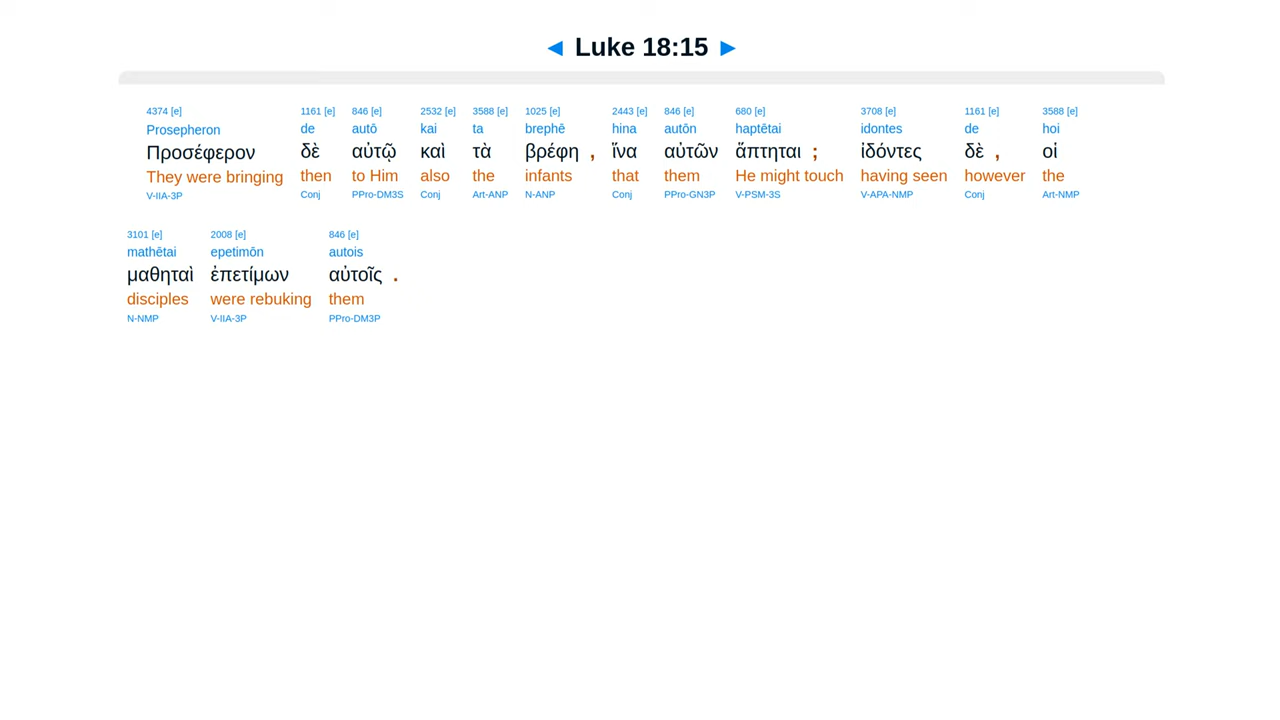 ◄ Luke 18:15 ►
4374 [e] 1161 [e] 846 [e] 2532 [e] 3588 [e] 1025 [e] 2443 [e] 846 [e] 680 [e] 3708 [e] 1161 [e] 3588 [e]
Prosepheron de autō kai ta brephē hina autōn haptētai idontes de hoi
Προσέφερον δὲ αὐτῷ καὶ τὰ βρέφη , ἵνα αὐτῶν ἅπτηται ; ἰδόντες δὲ , οἱ
They were bringing then to Him also the infants that them He might touch having seen however the
V-IIA-3P Conj PPro-DM3S Conj Art-ANP N-ANP Conj PPro-GN3P V-PSM-3S V-APA-NMP Conj Art-NMP
3101 [e] 2008 [e] 846 [e]
mathētai epetimōn autois
μαθηταὶ ἐπετίμων αὐτοῖς .
disciples were rebuking them
N-NMP V-IIA-3P PPro-DM3P